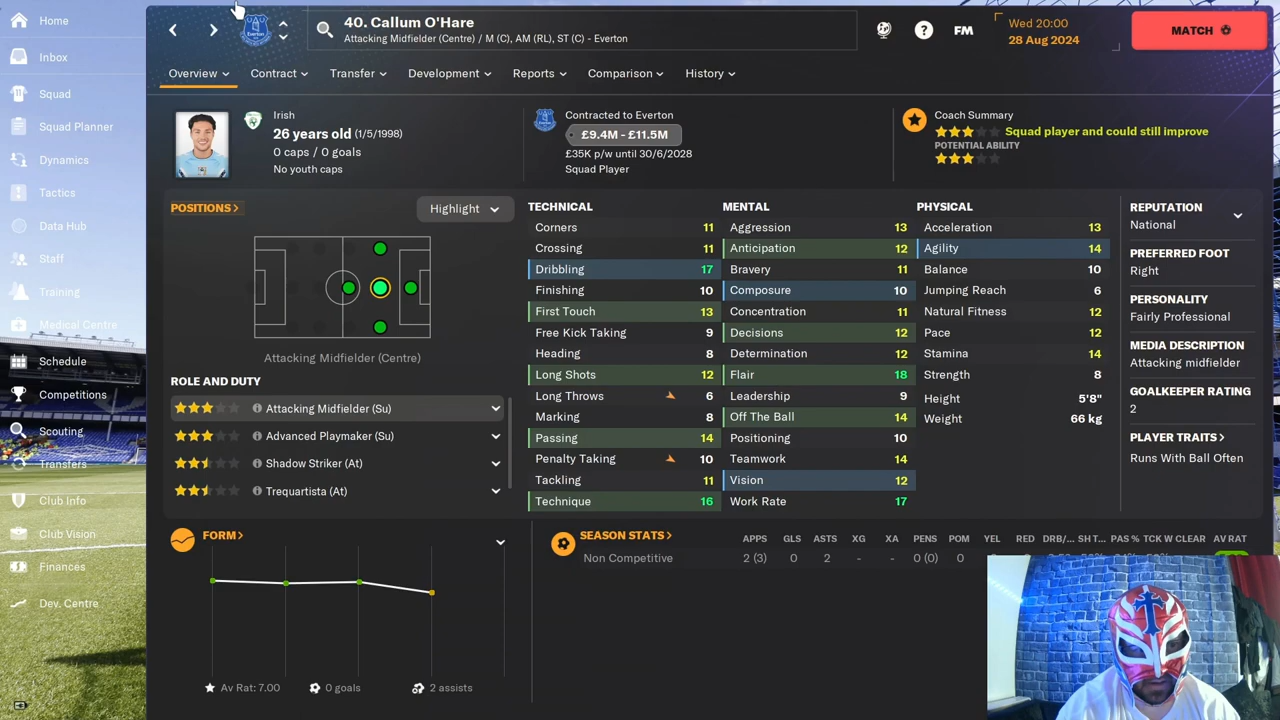 Home
Inbox
Squad
Squad Planner
Dynamics
Tactics
Data Hub
Staff
Training
Medical Centre
Schedule
Competitions
Scouting
Transfers
Club Info
Club Vision
Finances
Dev. Centre
Everton
40. Callum O'Hare
Attacking Midfielder (Centre) / M (C), AM (RL), ST (C) - Everton
?
FM
Wed 20:00
28 Aug 2024
MATCH
Overview
Contract
Transfer
Development
Reports
Comparison
History
Irish
26 years old (1/5/1998)
0 caps / 0 goals
No youth caps
Contracted to Everton
£9.4M - £11.5M
£35K p/w until 30/6/2028
Squad Player
Coach Summary
Squad player and could still improve
POTENTIAL ABILITY
POSITIONS >
Highlight
Attacking Midfielder (Centre)
ROLE AND DUTY
Attacking Midfielder (Su)
Advanced Playmaker (Su)
Shadow Striker (At)
Trequartista (At)
TECHNICAL
Corners 11
Crossing 11
Dribbling 17
Finishing 10
First Touch 13
Free Kick Taking 9
Heading 8
Long Shots 12
Long Throws 6
Marking 8
Passing 14
Penalty Taking 10
Tackling 11
Technique 16
MENTAL
Aggression 13
Anticipation 12
Bravery 11
Composure 10
Concentration 11
Decisions 12
Determination 12
Flair 18
Leadership 9
Off The Ball 14
Positioning 10
Teamwork 14
Vision 12
Work Rate 17
PHYSICAL
Acceleration 13
Agility 14
Balance 10
Jumping Reach 6
Natural Fitness 12
Pace 12
Stamina 14
Strength 8
Height 5'8"
Weight 66 kg
REPUTATION
National
PREFERRED FOOT
Right
PERSONALITY
Fairly Professional
MEDIA DESCRIPTION
Attacking midfielder
GOALKEEPER RATING
2
PLAYER TRAITS >
Runs With Ball Often
FORM >
Av Rat: 7.00
0 goals
2 assists
SEASON STATS >
APPS GLS ASTS XG XA PENS POM YEL RED DRB/... SH T... PAS % TCK W CLEAR AV RAT
Non Competitive 2 (3) 0 2 - - 0 (0) 0